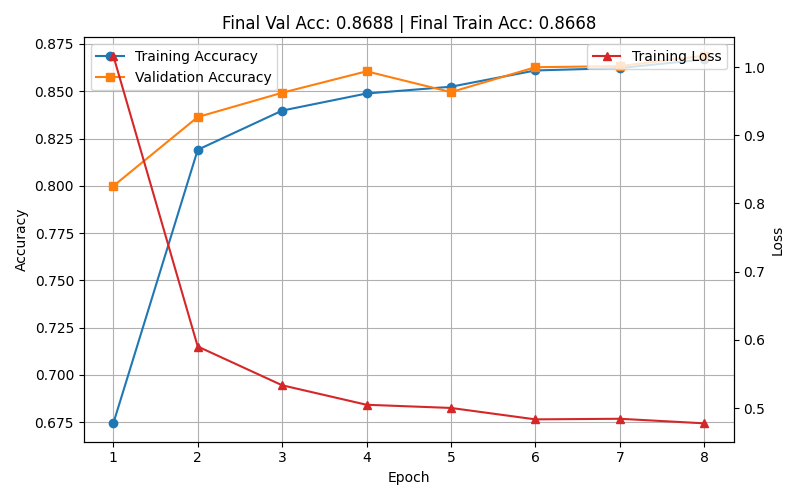 Final Val Acc: 0.8688 | Final Train Acc: 0.8668
Training Accuracy
Validation Accuracy
Training Loss
0.875
0.850
0.825
0.800
0.775
0.750
0.725
0.700
0.675
Accuracy
1.0
0.9
0.8
0.7
0.6
0.5
Loss
1 2 3 4 5 6 7 8
Epoch